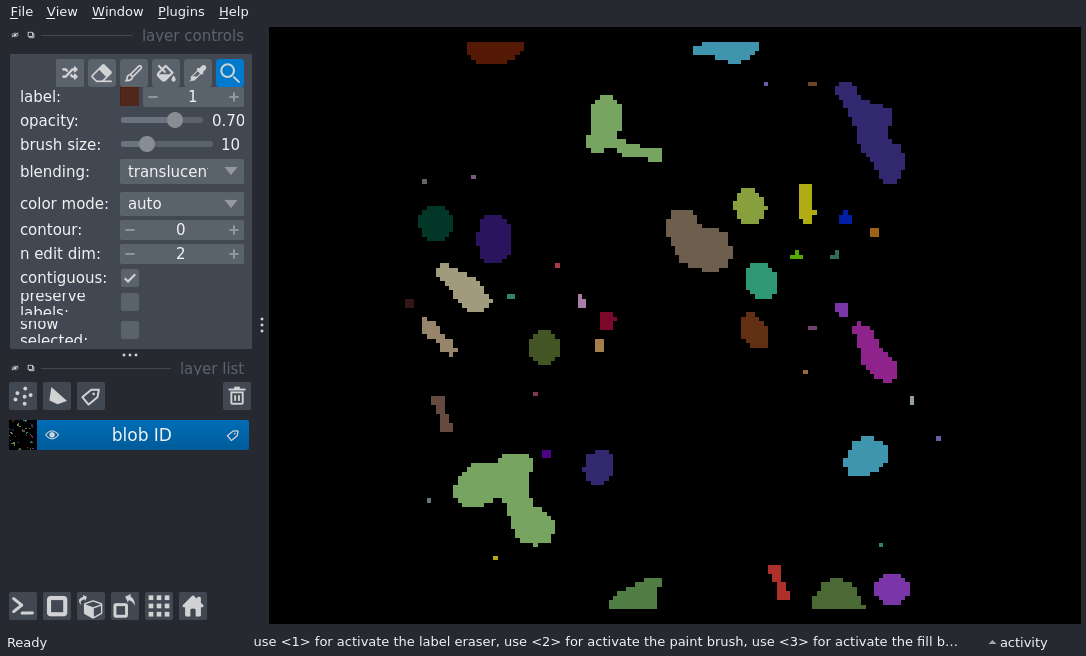 File View Window Plugins Help
layer controls
label: 1
opacity: 0.70
brush size: 10
blending: translucen
color mode: auto
contour: 0
n edit dim: 2
contiguous:
preserve
labels:
show
selected:
layer list
blob ID
Ready
use <1> for activate the label eraser, use <2> for activate the paint brush, use <3> for activate the fill b...
activity